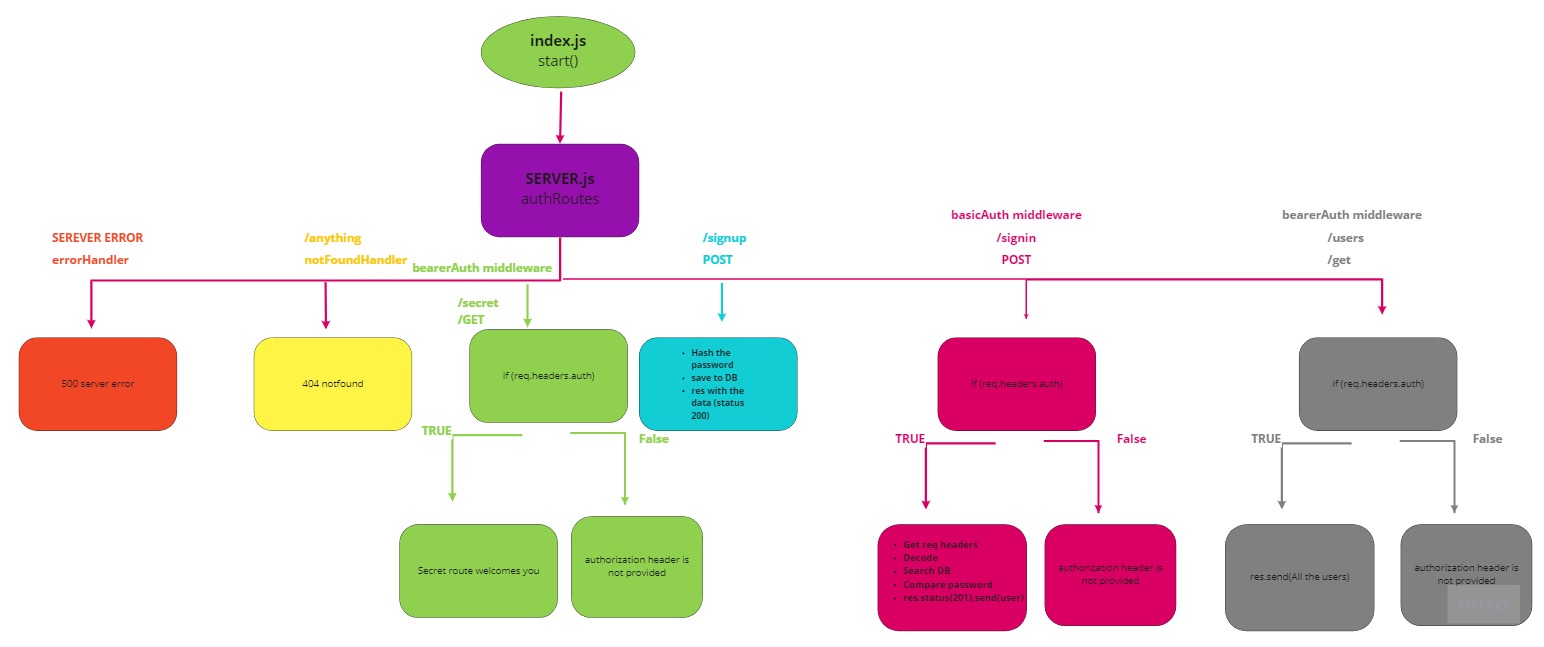 index.js
start()
SERVER.js
authRoutes
SEREVER ERROR
errorHandler
/anything
notFoundHandler
bearerAuth middleware
/secret
/GET
/signup
POST
basicAuth middleware
/signin
POST
bearerAuth middleware
/users
/get
500 server error
404 notfound
if (req.headers.auth)
• Hash the
password
• save to DB
• res with the
data (status
200)
if (req.headers.auth)
if (req.headers.auth)
TRUE
False
TRUE
False
TRUE
False
Secret route welcomes you
authorization header is
not provided
• Get req headers
• Decode
• Search DB
• Compare password
• res.status(201).send(user)
authorization header is
not provided
res.send(All the users)
authorization header is
not provided
miro